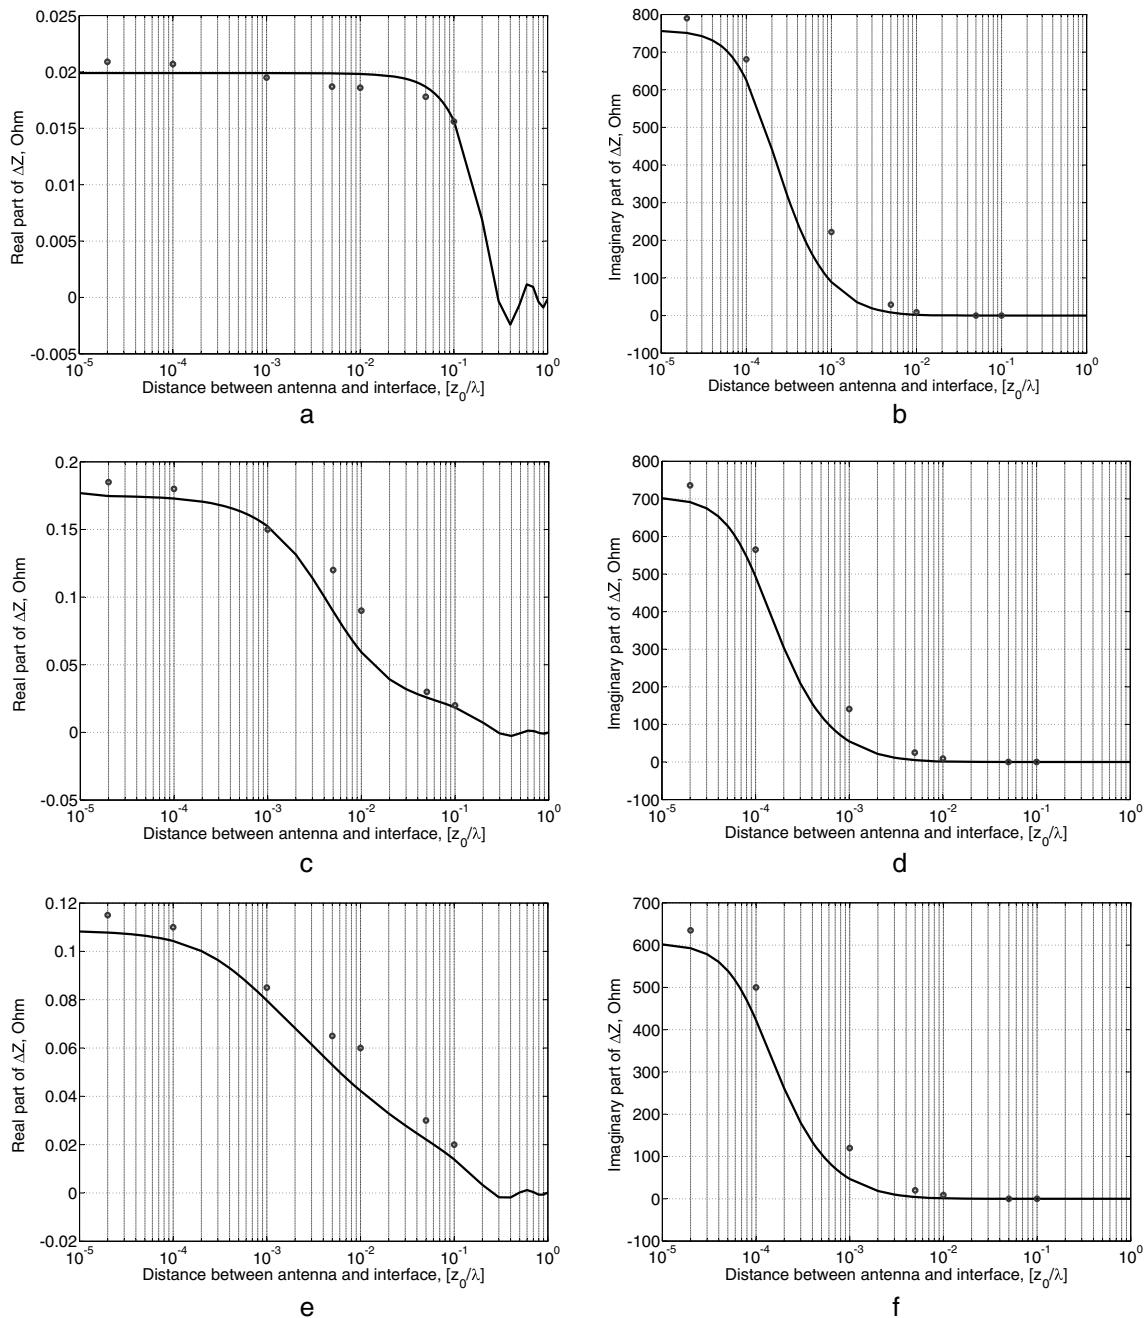 0.025
0.02
0.015
0.01
0.005
0
-0.005
Real part of ΔZ, Ohm
10^-5 10^-4 10^-3 10^-2 10^-1 10^0
Distance between antenna and interface, [z_0/λ]
a
800
700
600
500
400
300
200
100
0
-100
Imaginary part of ΔZ, Ohm
10^-5 10^-4 10^-3 10^-2 10^-1 10^0
Distance between antenna and interface, [z_0/λ]
b
0.2
0.15
0.1
0.05
0
-0.05
Real part of ΔZ, Ohm
10^-5 10^-4 10^-3 10^-2 10^-1 10^0
Distance between antenna and interface, [z_0/λ]
c
800
700
600
500
400
300
200
100
0
-100
Imaginary part of ΔZ, Ohm
10^-5 10^-4 10^-3 10^-2 10^-1 10^0
Distance between antenna and interface, [z_0/λ]
d
0.12
0.1
0.08
0.06
0.04
0.02
0
-0.02
Real part of ΔZ, Ohm
10^-5 10^-4 10^-3 10^-2 10^-1 10^0
Distance between antenna and interface, [z_0/λ]
e
700
600
500
400
300
200
100
0
-100
Imaginary part of ΔZ, Ohm
10^-5 10^-4 10^-3 10^-2 10^-1 10^0
Distance between antenna and interface, [z_0/λ]
f